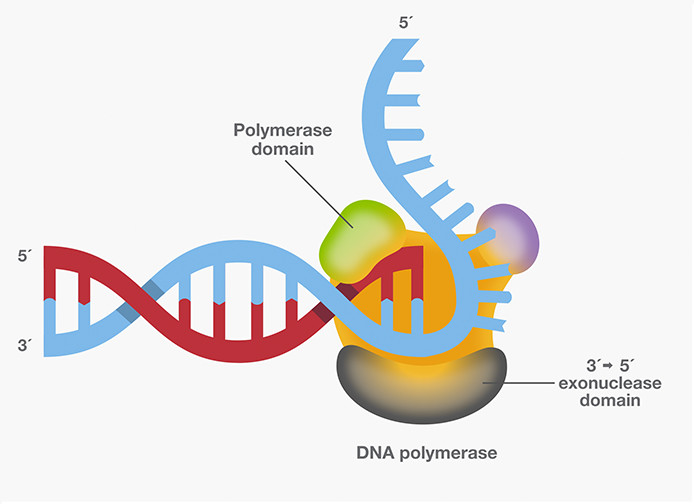 5´
Polymerase
domain
5´
3´
3´➡ 5´
exonuclease
domain
DNA polymerase